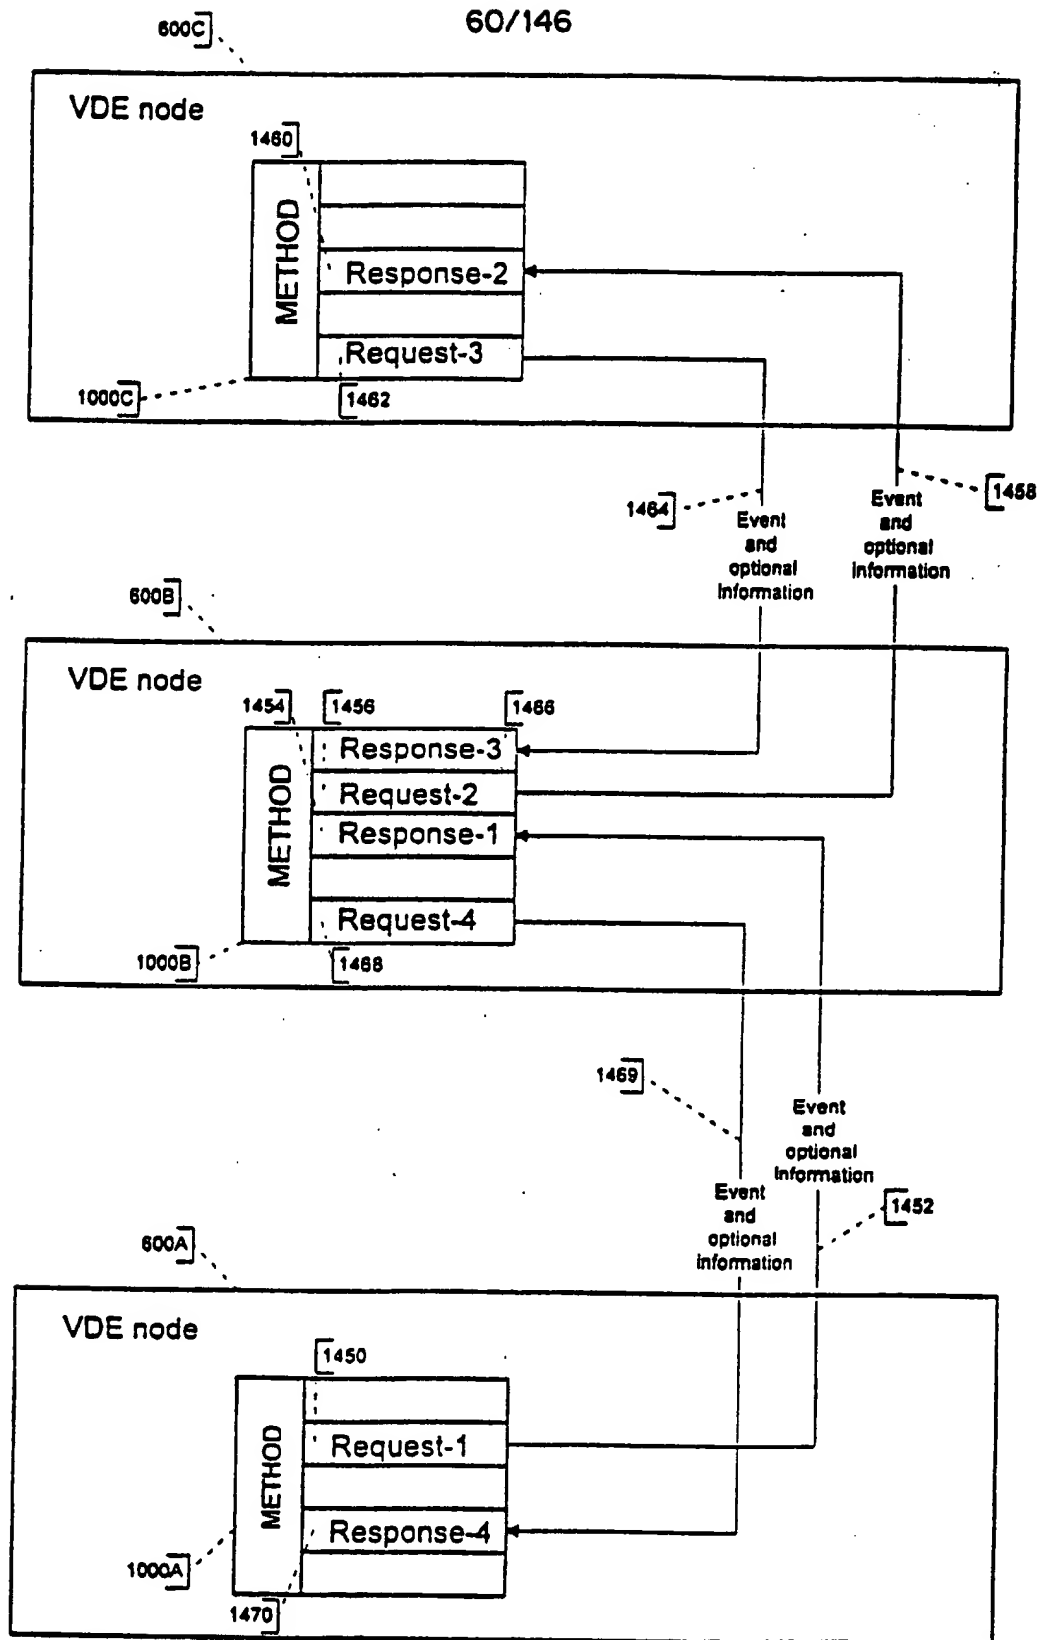 60/146
600C
VDE node
1460
METHOD
Response-2
Request-3
1000C
1462
1464
1458
Event
and
optional
information
Event
and
optional
information
600B
VDE node
1454
1456
1466
METHOD
Response-3
Request-2
Response-1
Request-4
1000B
1468
1469
Event
and
optional
information
Event
and
optional
information
1452
600A
VDE node
1450
METHOD
Request-1
Response-4
1000A
1470